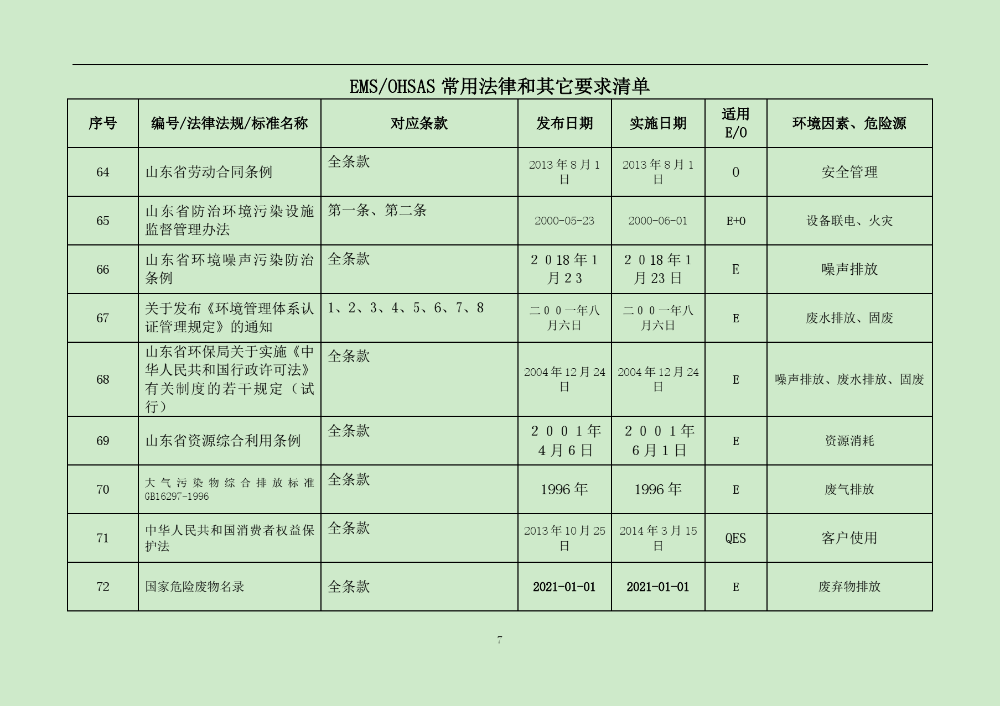 EMS/OHSAS 常用法律和其它要求清单
序号 编号/法律法规/标准名称 对应条款 发布日期 实施日期 适用 E/O 环境因素、危险源
64 山东省劳动合同条例 全条款 2013 年 8 月 1 日 2013 年 8 月 1 日 O 安全管理
65 山东省防治环境污染设施监督管理办法 第一条、第二条 2000-05-23 2000-06-01 E+O 设备联电、火灾
66 山东省环境噪声污染防治条例 全条款 ２０18 年 1 月２3 ２０18 年 1 月 23 日 E 噪声排放
67 关于发布《环境管理体系认证管理规定》的通知 1、2、3、4、5、6、7、8 二００一年八月六日 二００一年八月六日 E 废水排放、固废
68 山东省环保局关于实施《中华人民共和国行政许可法》有关制度的若干规定（试行） 全条款 2004 年 12 月 24 日 2004 年 12 月 24 日 E 噪声排放、废水排放、固废
69 山东省资源综合利用条例 全条款 ２００１年４月６日 ２００１年６月１日 E 资源消耗
70 大气污染物综合排放标准 GB16297-1996 全条款 1996 年 1996 年 E 废气排放
71 中华人民共和国消费者权益保护法 全条款 2013 年 10 月 25 日 2014 年 3 月 15 日 QES 客户使用
72 国家危险废物名录 全条款 2021-01-01 2021-01-01 E 废弃物排放
7